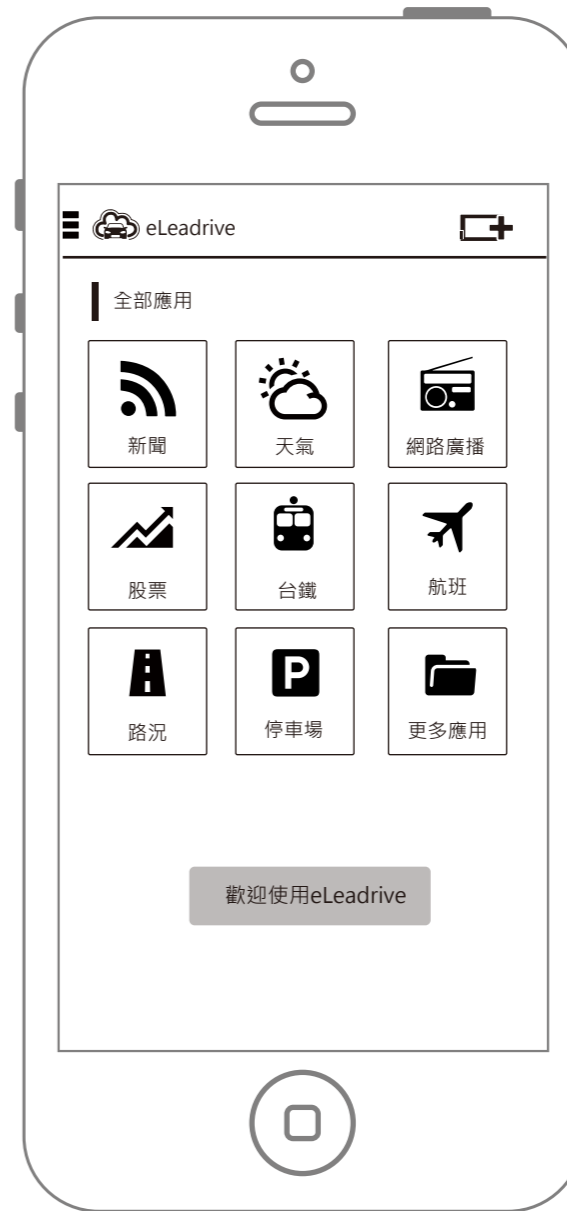 eLeadrive
全部應用
新聞
天氣
網路廣播
股票
台鐵
航班
路況
P
停車場
更多應用
歡迎使用eLeadrive